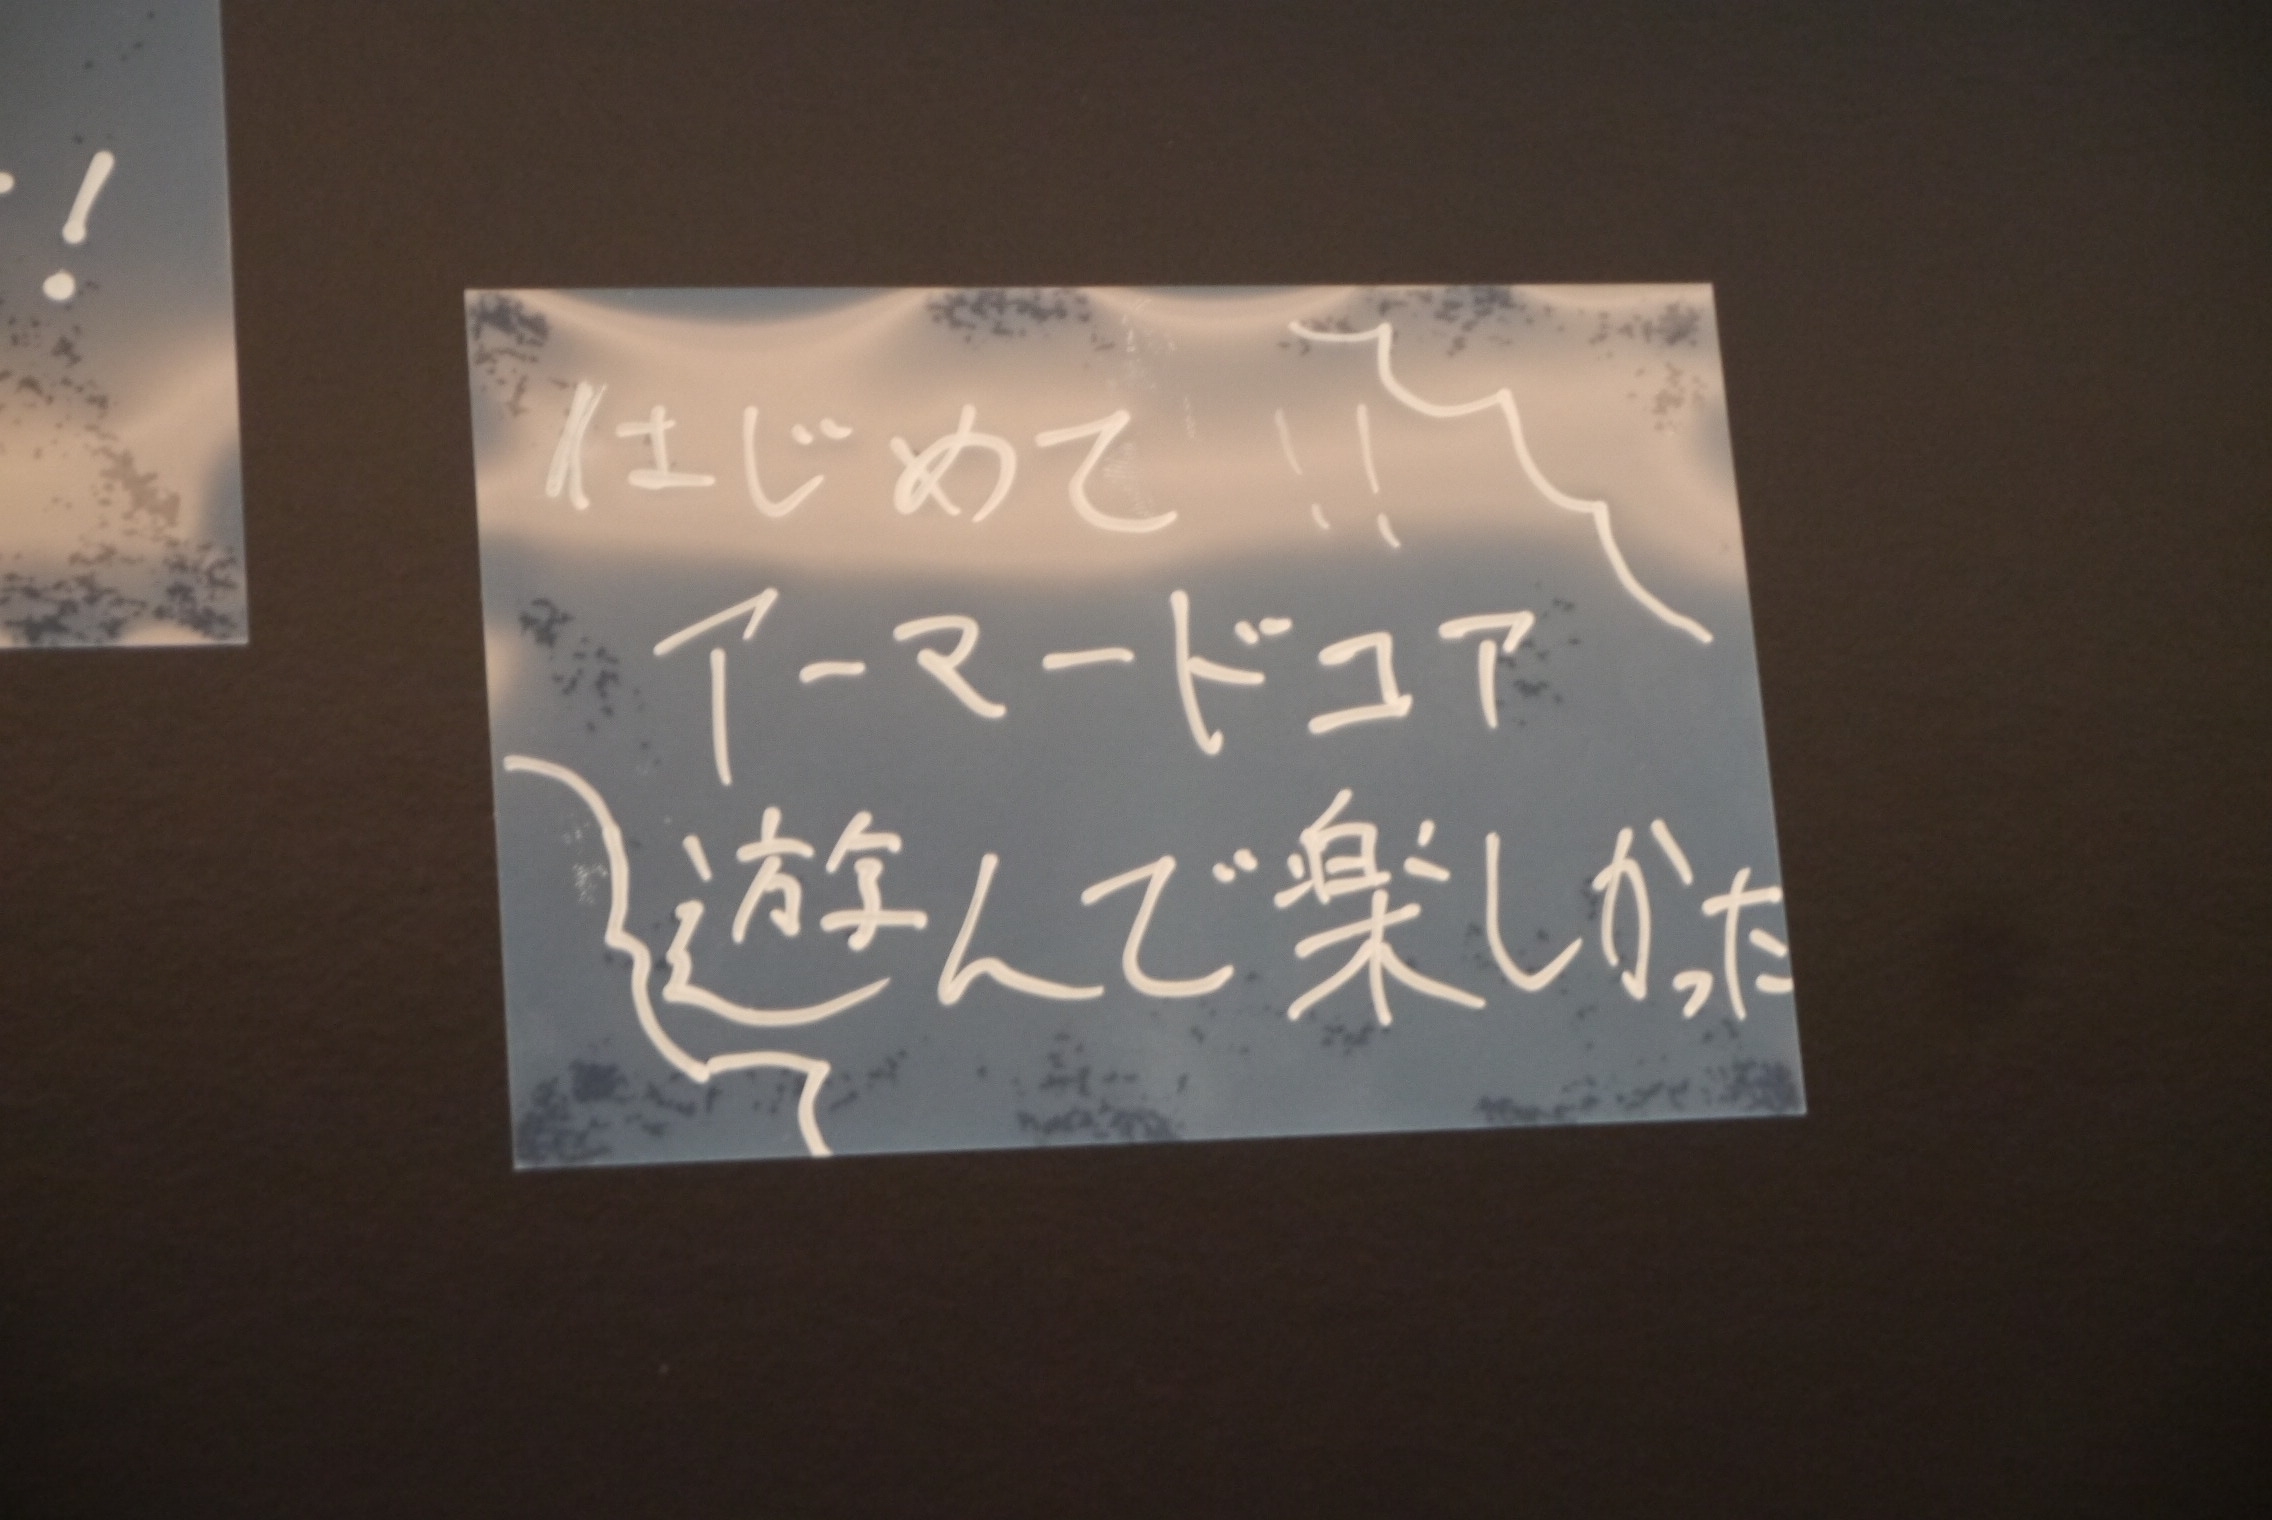 !
はじめて!!
アーマードコア
遊んで楽しかった